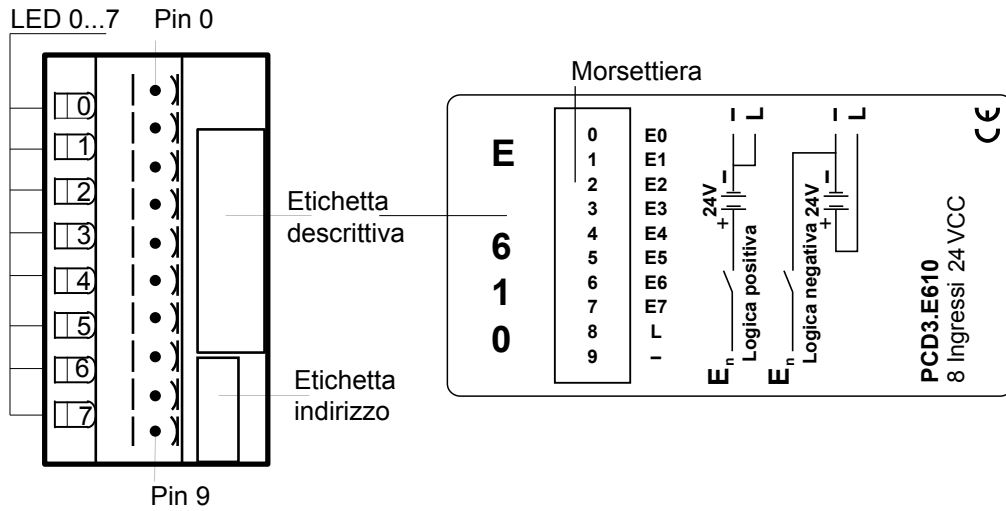 LED 0...7
Pin 0
0
1
2
3
4
5
6
7
Pin 9
Etichetta
descrittiva
Etichetta
indirizzo
Morsettiera
E
6
1
0
0 E0
1 E1
2 E2
3 E3
4 E4
5 E5
6 E6
7 E7
8 L
9 –
– L
24V
+ –
En
Logica positiva
– L
24V
+ –
En
Logica negativa
CE
PCD3.E610
8 Ingressi 24 VCC